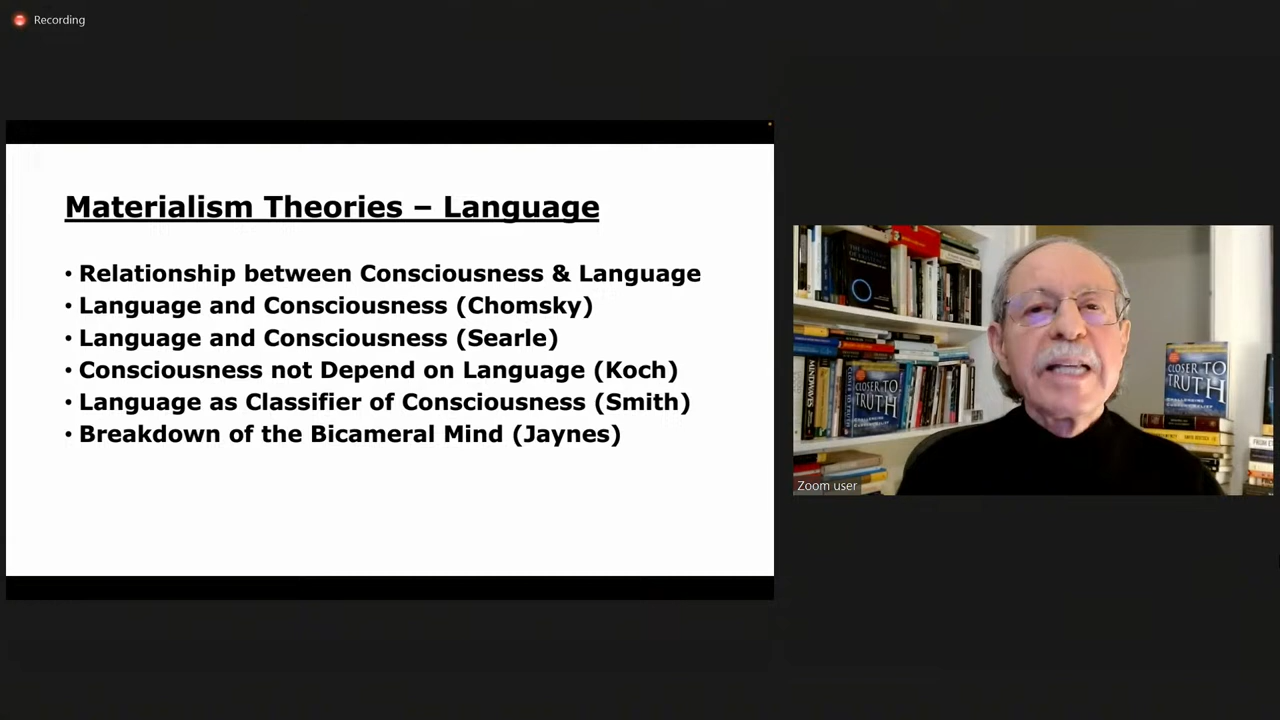 Recording
Materialism Theories – Language
• Relationship between Consciousness & Language
• Language and Consciousness (Chomsky)
• Language and Consciousness (Searle)
• Consciousness not Depend on Language (Koch)
• Language as Classifier of Consciousness (Smith)
• Breakdown of the Bicameral Mind (Jaynes)
MINDWAVES
CLOSER TO
TRUTH
CLOSER TO
TRUTH
Zoom user